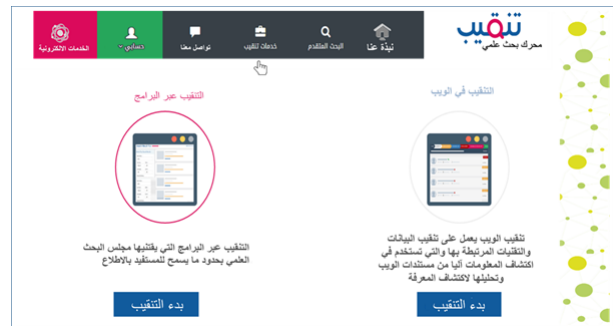 تنقيب
محرك بحث علمي
نبذة عنا
البحث المتقدم
خدمات تنقيب
تواصل معنا
حسابي
الخدمات الالكترونية
التنقيب في الويب
تنقيب الويب يعمل على تنقيب البيانات
والتقنيات المرتبطة بها والتي تستخدم في
اكتشاف المعلومات آليا من مستندات الويب
وتحليلها لاكتشاف المعرفة
بدء التنقيب
التنقيب عبر البرامج
التنقيب عبر البرامج التي يقتنيها مجلس البحث
العلمي بحدود ما يسمح للمستفيد بالاطلاع
بدء التنقيب